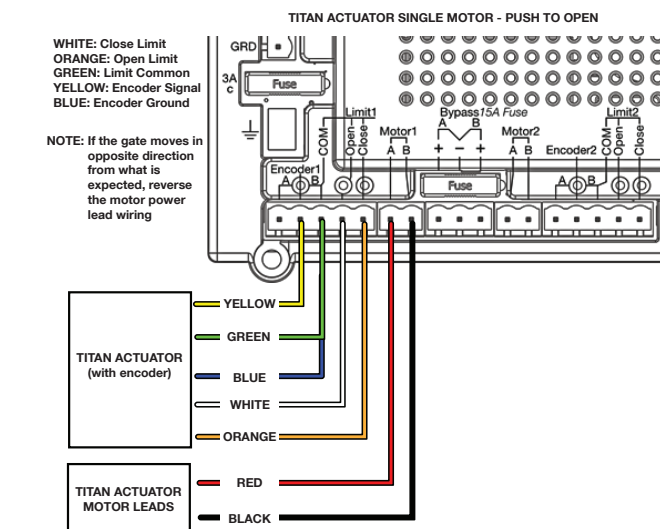 TITAN ACTUATOR SINGLE MOTOR - PUSH TO OPEN
WHITE: Close Limit
ORANGE: Open Limit
GREEN: Limit Common
YELLOW: Encoder Signal
BLUE: Encoder Ground
NOTE: If the gate moves in
opposite direction
from what is
expected, reverse
the motor power
lead wiring
GRD
3A
c
Fuse
Limit1
COM
Open
Close
Motor1
A B
Bypass 15A Fuse
A B
+ − +
Motor2
A B
Encoder2
Limit2
COM
Open
Close
Encoder1
A B
Fuse
A B
YELLOW
GREEN
TITAN ACTUATOR
(with encoder)
BLUE
WHITE
ORANGE
RED
TITAN ACTUATOR
MOTOR LEADS
BLACK